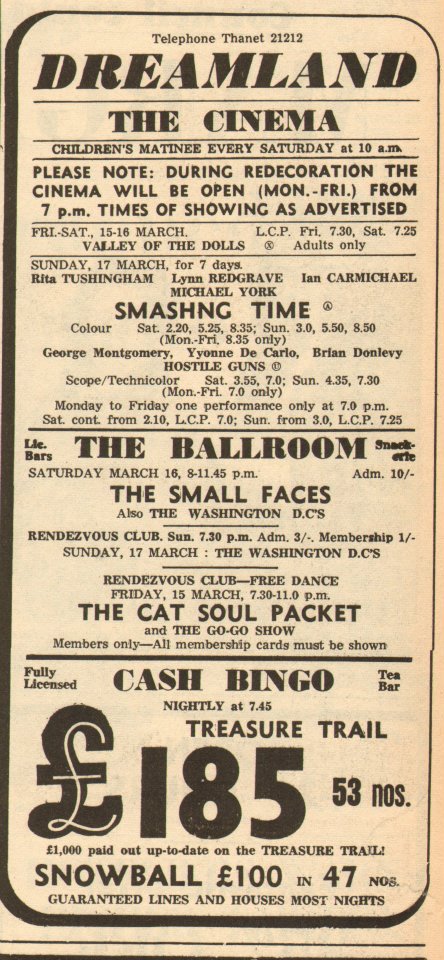 Telephone Thanet 21212
DREAMLAND
THE CINEMA
CHILDREN'S MATINEE EVERY SATURDAY at 10 a.m.
PLEASE NOTE: DURING REDECORATION THE
CINEMA WILL BE OPEN (MON.-FRI.) FROM
7 p.m. TIMES OF SHOWING AS ADVERTISED
FRI.-SAT., 15-16 MARCH. L.C.P. Fri, 7.30, Sat. 7.25
VALLEY OF THE DOLLS Ⓧ Adults only
SUNDAY, 17 MARCH, for 7 days.
Rita TUSHINGHAM Lynn REDGRAVE Ian CARMICHAEL
MICHAEL YORK
SMASHNG TIME Ⓐ
Colour Sat. 2.20, 5.25, 8.35; Sun. 3.0, 5.50, 8.50
(Mon.-Fri. 8.35 only)
George Montgomery, Yyonne De Carlo, Brian Donlevy
HOSTILE GUNS Ⓤ
Scope/Technicolor Sat. 3.55, 7.0; Sun. 4.35, 7.30
(Mon.-Fri. 7.0 only)
Monday to Friday one performance only at 7.0 p.m.
Sat. cont. from 2.10, L.C.P. 7.0; Sun. from 3.0, L.C.P. 7.25
Lic. Bars THE BALLROOM Snack-erie
SATURDAY MARCH 16, 8-11.45 p.m. Adm. 10/-
THE SMALL FACES
Also THE WASHINGTON D.C'S
RENDEZVOUS CLUB. Sun. 7.30 p.m. Adm. 3/-. Membership 1/-
SUNDAY, 17 MARCH : THE WASHINGTON D.C'S
RENDEZVOUS CLUB—FREE DANCE
FRIDAY, 15 MARCH, 7.30-11.0 p.m.
THE CAT SOUL PACKET
and THE GO-GO SHOW
Members only—All membership cards must be shown
Fully Licensed CASH BINGO Tea Bar
NIGHTLY at 7.45
TREASURE TRAIL
£185 53 nos.
£1,000 paid out up-to-date on the TREASURE TRAIL!
SNOWBALL £100 IN 47 NOS.
GUARANTEED LINES AND HOUSES MOST NIGHTS